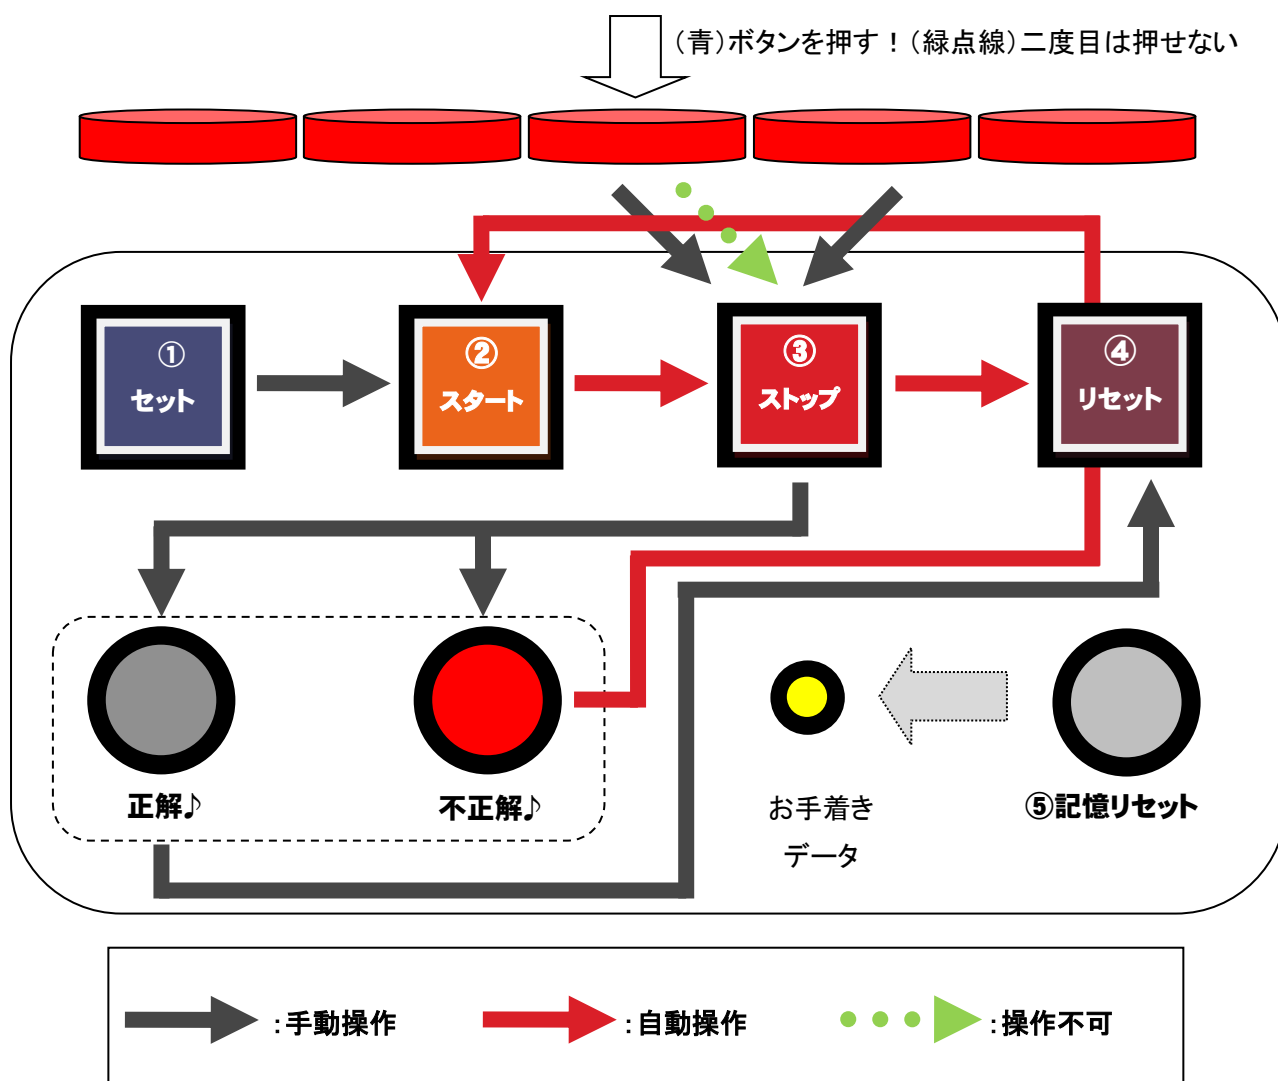 （青）ボタンを押す！（緑点線）二度目は押せない
①
セット
②
スタート
③
ストップ
④
リセット
正解♪
不正解♪
お手着き
データ
⑤記憶リセット
：手動操作
：自動操作
：操作不可